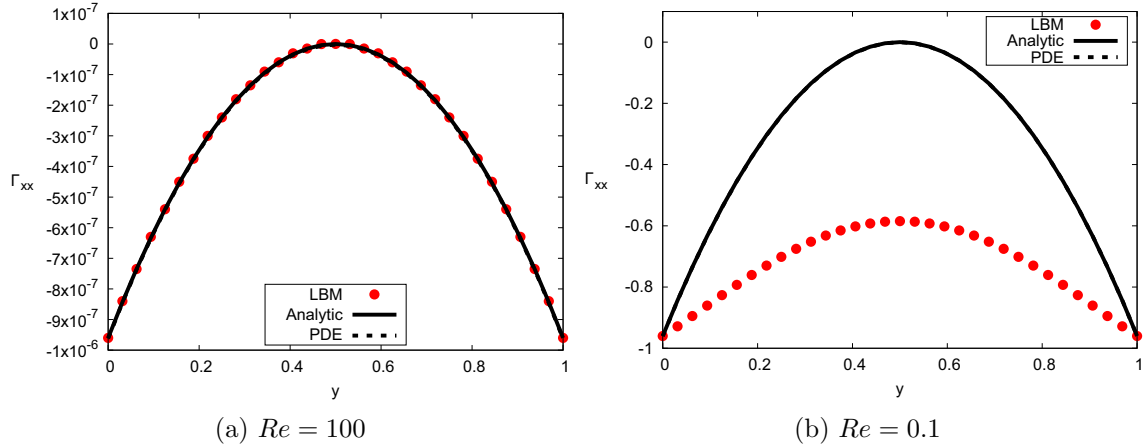 1x10⁻⁷
0
-1x10⁻⁷
-2x10⁻⁷
-3x10⁻⁷
-4x10⁻⁷
-5x10⁻⁷
-6x10⁻⁷
-7x10⁻⁷
-8x10⁻⁷
-9x10⁻⁷
-1x10⁻⁶
Γxx
0 0.2 0.4 0.6 0.8 1
y
LBM
Analytic
PDE
(a) Re = 100
0
-0.2
-0.4
-0.6
-0.8
-1
Γxx
0 0.2 0.4 0.6 0.8 1
y
LBM
Analytic
PDE
(b) Re = 0.1